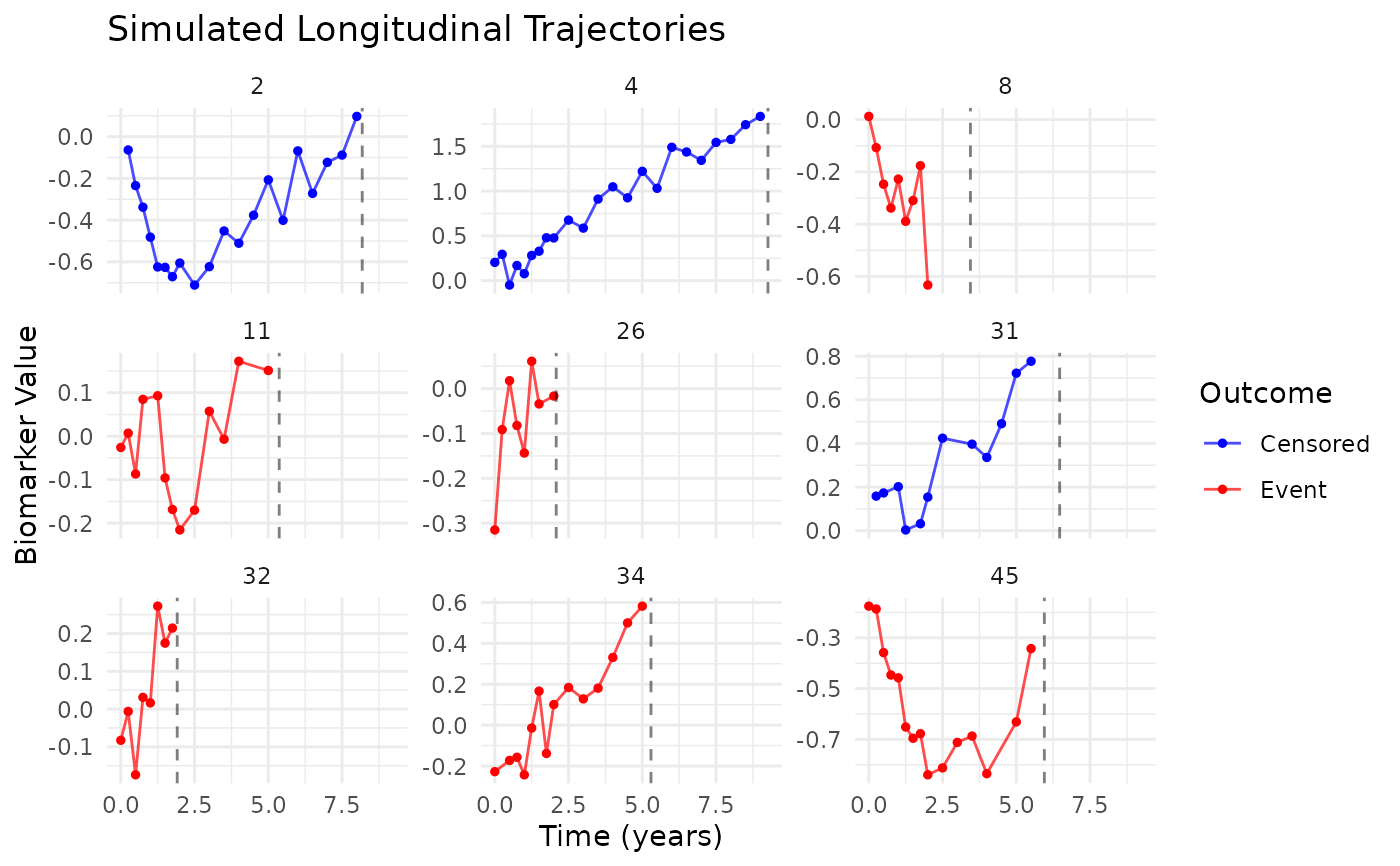 Simulated Longitudinal Trajectories
2 4 8
0.0 -0.2 -0.4 -0.6
1.5 1.0 0.5 0.0
0.0 -0.2 -0.4 -0.6
11 26 31
0.1 0.0 -0.1 -0.2
0.0 -0.1 -0.2 -0.3
0.8 0.6 0.4 0.2 0.0
32 34 45
0.2 0.1 0.0 -0.1
0.6 0.4 0.2 0.0 -0.2
-0.3 -0.5 -0.7
0.0 2.5 5.0 7.5 0.0 2.5 5.0 7.5 0.0 2.5 5.0 7.5
Biomarker Value
Time (years)
Outcome
Censored
Event